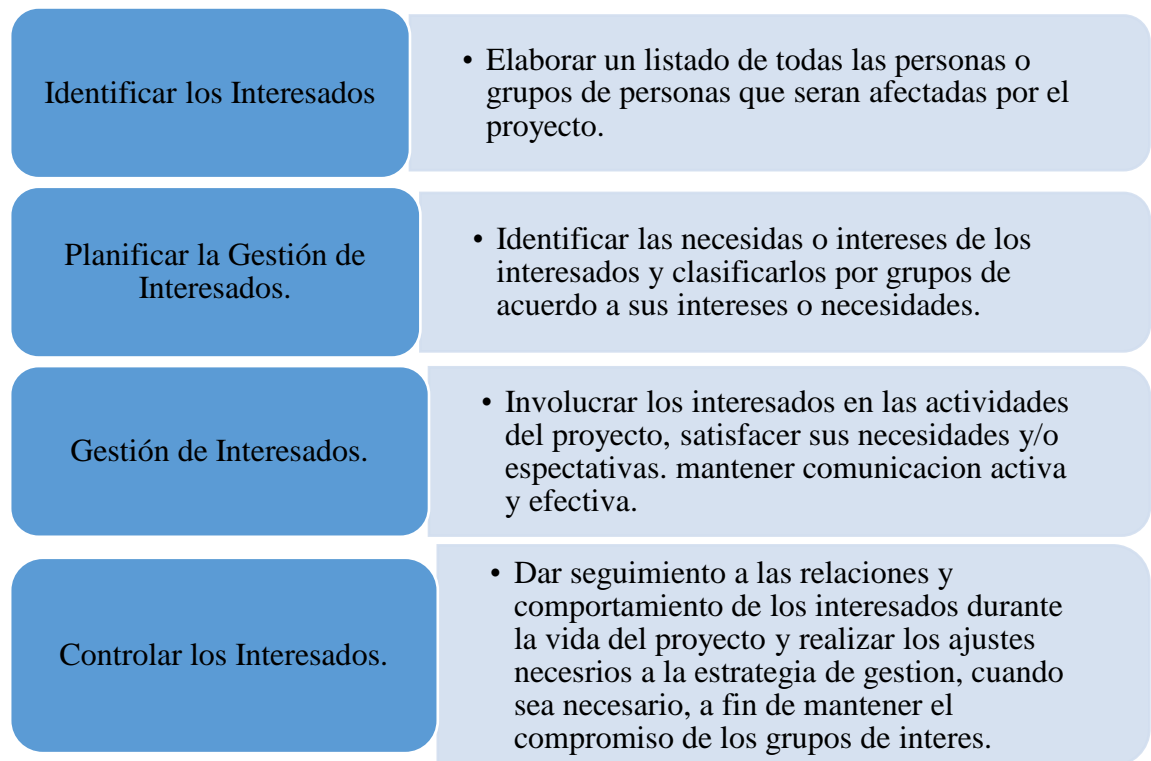 Identificar los Interesados
• Elaborar un listado de todas las personas o
grupos de personas que seran afectadas por el
proyecto.
Planificar la Gestión de
Interesados.
• Identificar las necesidas o intereses de los
interesados y clasificarlos por grupos de
acuerdo a sus intereses o necesidades.
Gestión de Interesados.
• Involucrar los interesados en las actividades
del proyecto, satisfacer sus necesidades y/o
espectativas. mantener comunicacion activa
y efectiva.
Controlar los Interesados.
• Dar seguimiento a las relaciones y
comportamiento de los interesados durante
la vida del proyecto y realizar los ajustes
necesrios a la estrategia de gestion, cuando
sea necesario, a fin de mantener el
compromiso de los grupos de interes.